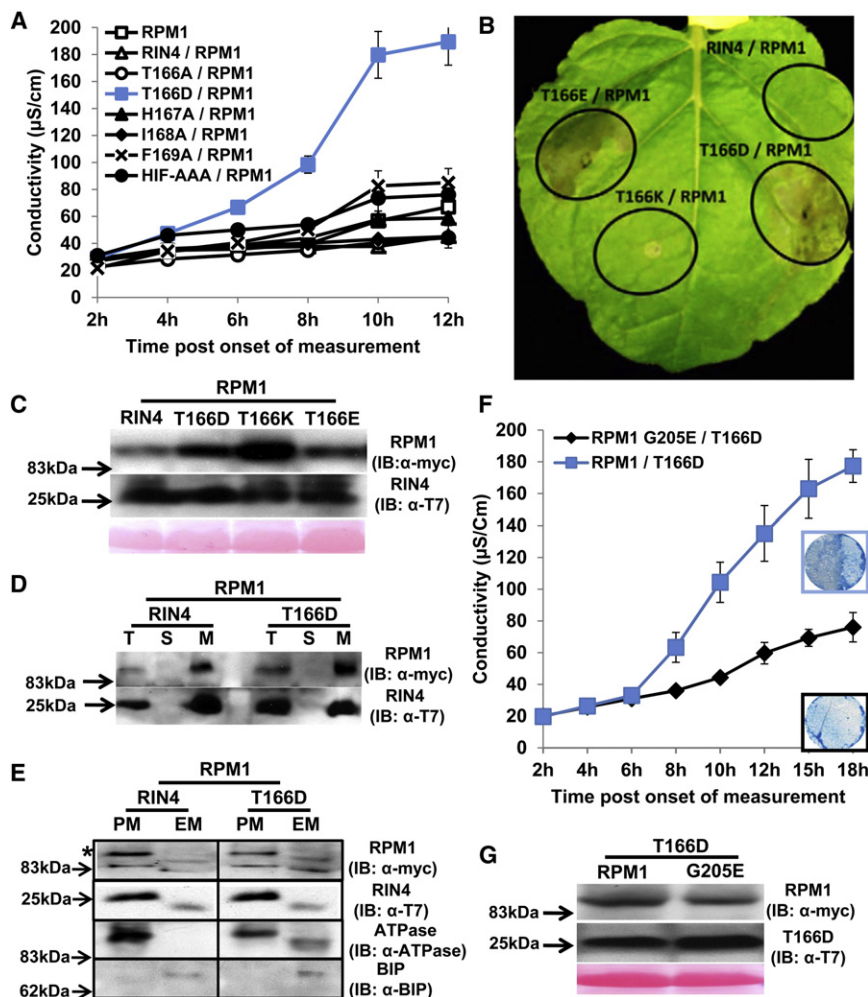 A
200
180
160
140
120
100
80
60
40
20
0
Conductivity (µS/cm)
RPM1
RIN4 / RPM1
T166A / RPM1
T166D / RPM1
H167A / RPM1
I168A / RPM1
F169A / RPM1
HIF-AAA / RPM1
2h 4h 6h 8h 10h 12h
Time post onset of measurement
B
RIN4 / RPM1
T166E / RPM1
T166D / RPM1
T166K / RPM1
C
RPM1
RIN4 T166D T166K T166E
RPM1
(IB:α-myc)
83kDa
RIN4
(IB: α-T7)
25kDa
D
RPM1
RIN4 T166D
T S M T S M
RPM1
(IB: α-myc)
83kDa
25kDa
RIN4
(IB: α-T7)
E
RPM1
RIN4 T166D
PM EM PM EM
*
RPM1
(IB: α-myc)
83kDa
25kDa
RIN4
(IB: α-T7)
ATPase
(IB: α-ATPase)
83kDa
BIP
(IB: α-BIP)
62kDa
F
200
180
160
140
120
100
80
60
40
20
0
Conductivity (µS/Cm)
RPM1 G205E / T166D
RPM1 / T166D
2h 4h 6h 8h 10h 12h 15h 18h
Time post onset of measurement
G
T166D
RPM1 G205E
RPM1
(IB: α-myc)
83kDa
25kDa
T166D
(IB: α-T7)